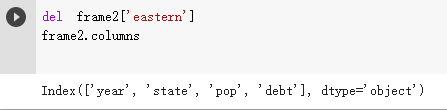 del  frame2['eastern']
frame2.columns
Index(['year', 'state', 'pop', 'debt'], dtype='object')